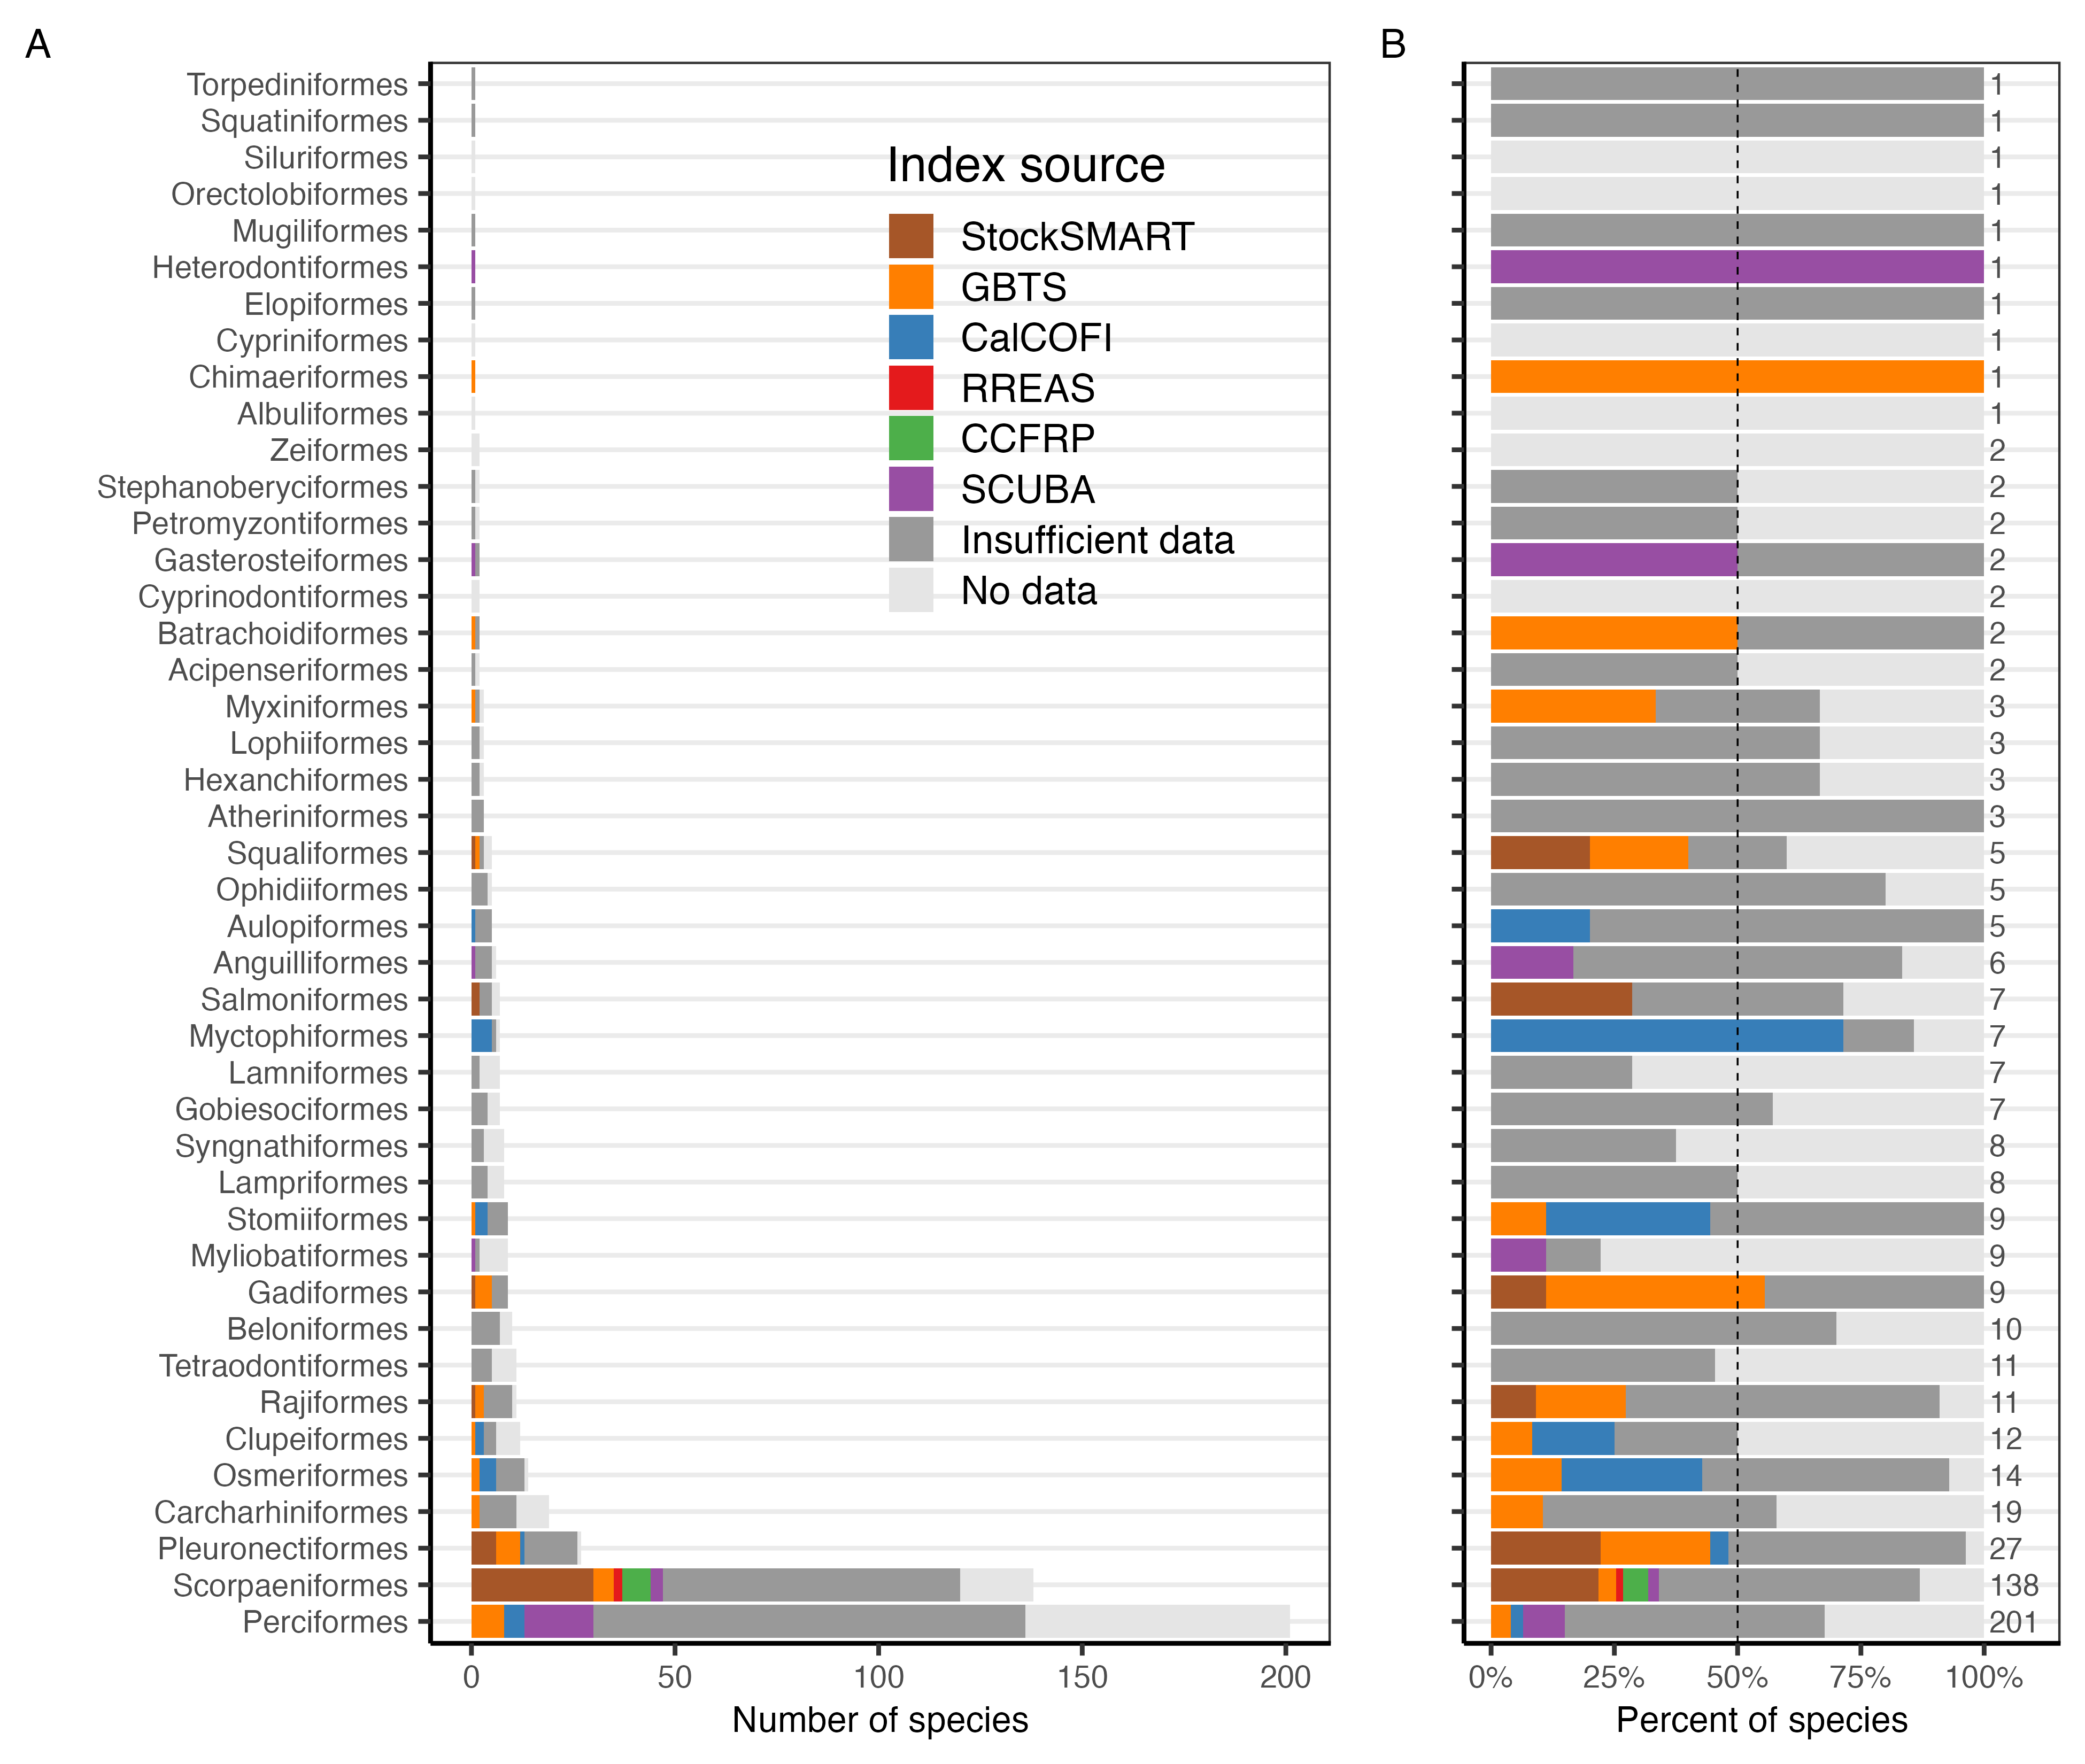 A
B
Torpediniformes
Squatiniformes
Siluriformes
Orectolobiformes
Mugiliformes
Heterodontiformes
Elopiformes
Cypriniformes
Chimaeriformes
Albuliformes
Zeiformes
Stephanoberyciformes
Petromyzontiformes
Gasterosteiformes
Cyprinodontiformes
Batrachoidiformes
Acipenseriformes
Myxiniformes
Lophiiformes
Hexanchiformes
Atheriniformes
Squaliformes
Ophidiiformes
Aulopiformes
Anguilliformes
Salmoniformes
Myctophiformes
Lamniformes
Gobiesociformes
Syngnathiformes
Lampriformes
Stomiiformes
Myliobatiformes
Gadiformes
Beloniformes
Tetraodontiformes
Rajiformes
Clupeiformes
Osmeriformes
Carcharhiniformes
Pleuronectiformes
Scorpaeniformes
Perciformes
0 50 100 150 200
Number of species
Index source
StockSMART
GBTS
CalCOFI
RREAS
CCFRP
SCUBA
Insufficient data
No data
1
1
1
1
1
1
1
1
1
1
2
2
2
2
2
2
2
3
3
3
3
5
5
5
6
7
7
7
7
8
8
9
9
9
10
11
11
12
14
19
27
138
201
0% 25% 50% 75% 100%
Percent of species